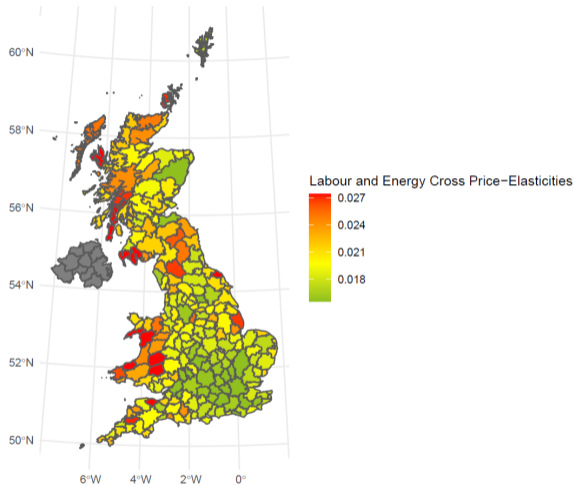 60°N
58°N
56°N
54°N
52°N
50°N
6°W 4°W 2°W 0°
Labour and Energy Cross Price−Elasticities
0.027
0.024
0.021
0.018